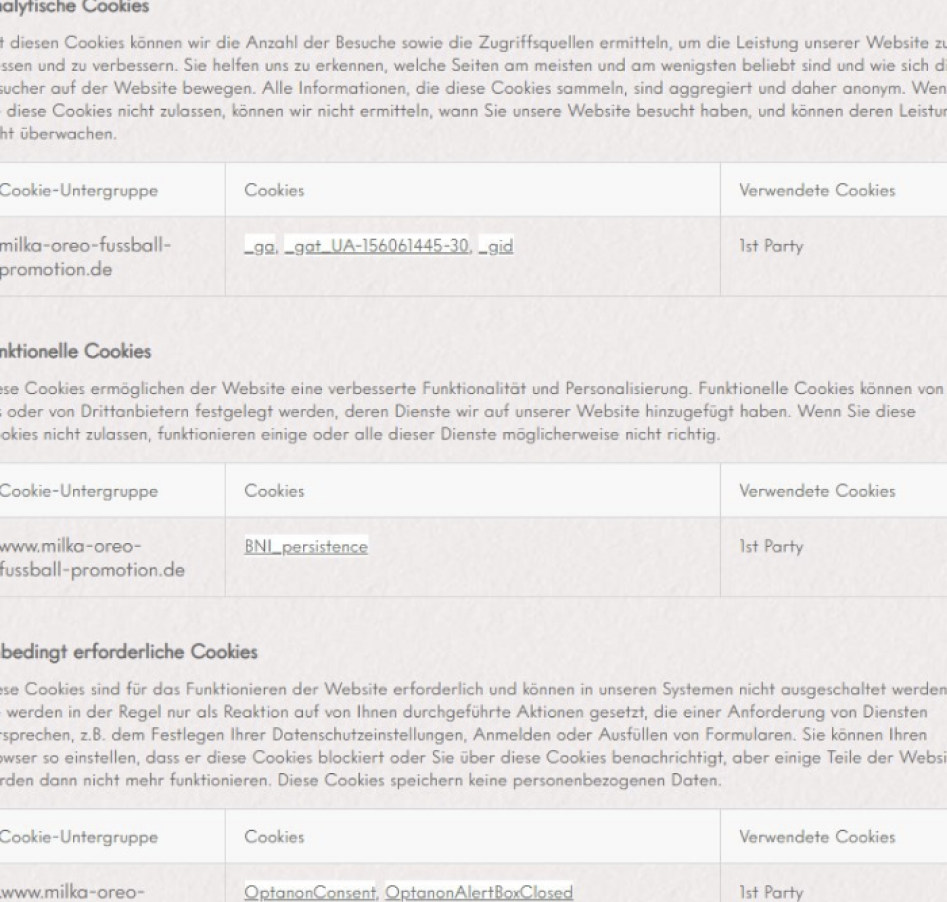 nalytische Cookies
t diesen Cookies können wir die Anzahl der Besuche sowie die Zugriffsquellen ermitteln, um die Leistung unserer Website zu
ssen und zu verbessern. Sie helfen uns zu erkennen, welche Seiten am meisten und am wenigsten beliebt sind und wie sich di
sucher auf der Website bewegen. Alle Informationen, die diese Cookies sammeln, sind aggregiert und daher anonym. Wen
diese Cookies nicht zulassen, können wir nicht ermitteln, wann Sie unsere Website besucht haben, und können deren Leistun
ht überwachen.
Cookie-Untergruppe Cookies Verwendete Cookies
milka-oreo-fussball- _ga, _gat_UA-156061445-30, _gid 1st Party
promotion.de
nktionelle Cookies
ese Cookies ermöglichen der Website eine verbesserte Funktionalität und Personalisierung. Funktionelle Cookies können von
s oder von Drittanbietern festgelegt werden, deren Dienste wir auf unserer Website hinzugefügt haben. Wenn Sie diese
okies nicht zulassen, funktionieren einige oder alle dieser Dienste möglicherweise nicht richtig.
Cookie-Untergruppe Cookies Verwendete Cookies
www.milka-oreo- BNI_persistence 1st Party
fussball-promotion.de
bedingt erforderliche Cookies
ese Cookies sind für das Funktionieren der Website erforderlich und können in unseren Systemen nicht ausgeschaltet werden
werden in der Regel nur als Reaktion auf von Ihnen durchgeführte Aktionen gesetzt, die einer Anforderung von Diensten
rsprechen, z.B. dem Festlegen Ihrer Datenschutzeinstellungen, Anmelden oder Ausfüllen von Formularen. Sie können Ihren
owser so einstellen, dass er diese Cookies blockiert oder Sie über diese Cookies benachrichtigt, aber einige Teile der Websi
rden dann nicht mehr funktionieren. Diese Cookies speichern keine personenbezogenen Daten.
Cookie-Untergruppe Cookies Verwendete Cookies
www.milka-oreo- OptanonConsent, OptanonAlertBoxClosed 1st Party